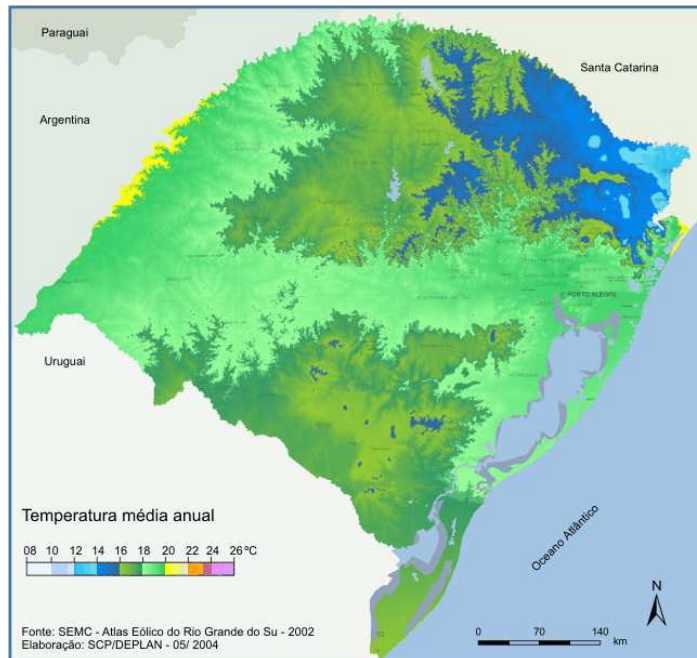 Paraguai
Santa Catarina
Argentina
PORTO ALEGRE
Uruguai
Oceano Atlântico
Temperatura média anual
08 10 12 14 16 18 20 22 24 26 ºC
N
Fonte: SEMC - Atlas Eólico do Rio Grande do Su - 2002
Elaboração: SCP/DEPLAN - 05/ 2004
0 70 140
km